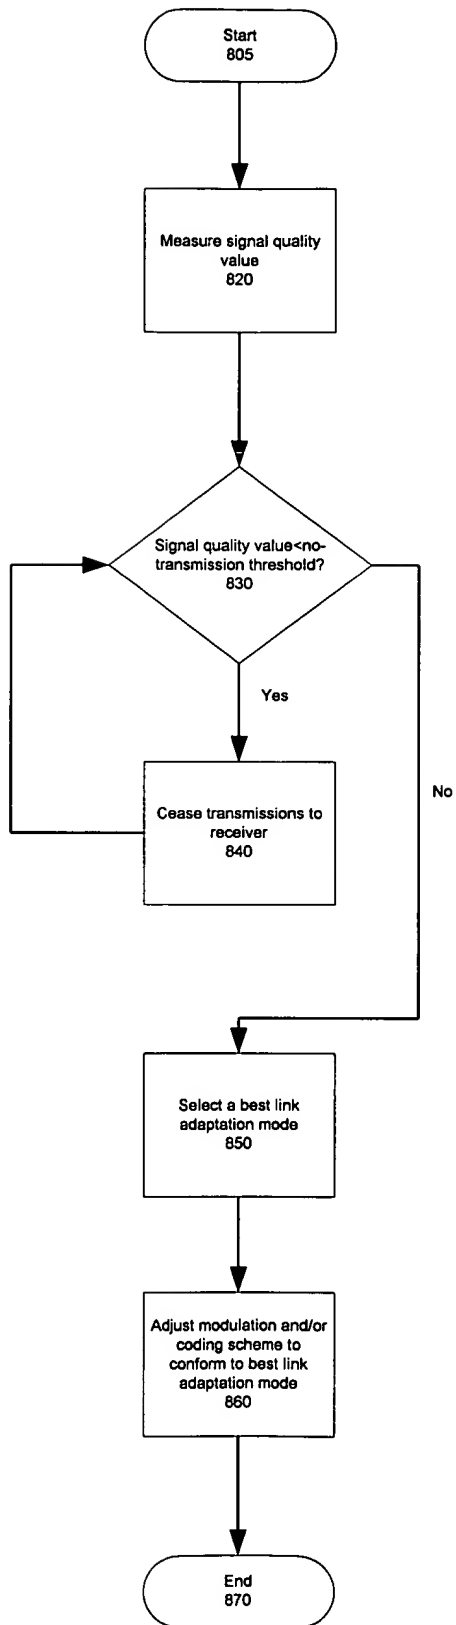 Start
805
Measure signal quality
value
820
Signal quality value<no-
transmission threshold?
830
Yes
Cease transmissions to
receiver
840
No
Select a best link
adaptation mode
850
Adjust modulation and/or
coding scheme to
conform to best link
adaptation mode
860
End
870